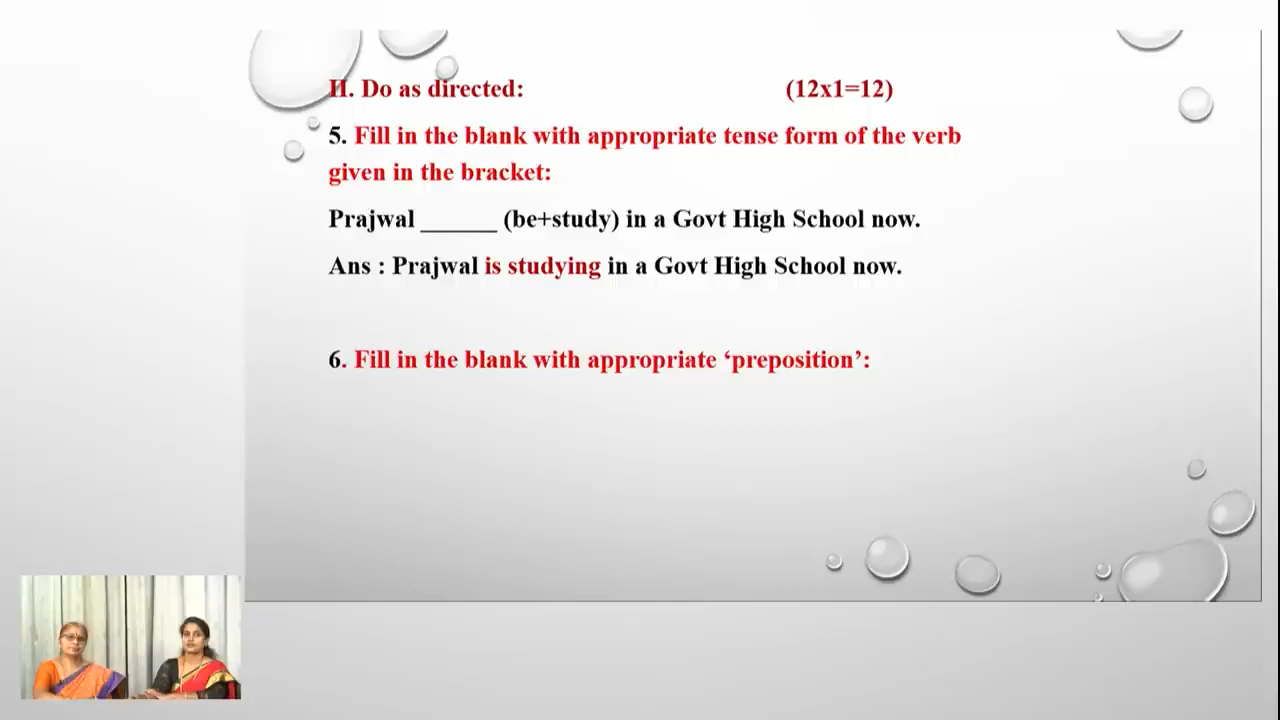 II. Do as directed: (12x1=12)
5. Fill in the blank with appropriate tense form of the verb
given in the bracket:
Prajwal ______ (be+study) in a Govt High School now.
Ans : Prajwal is studying in a Govt High School now.
6. Fill in the blank with appropriate ‘preposition’: